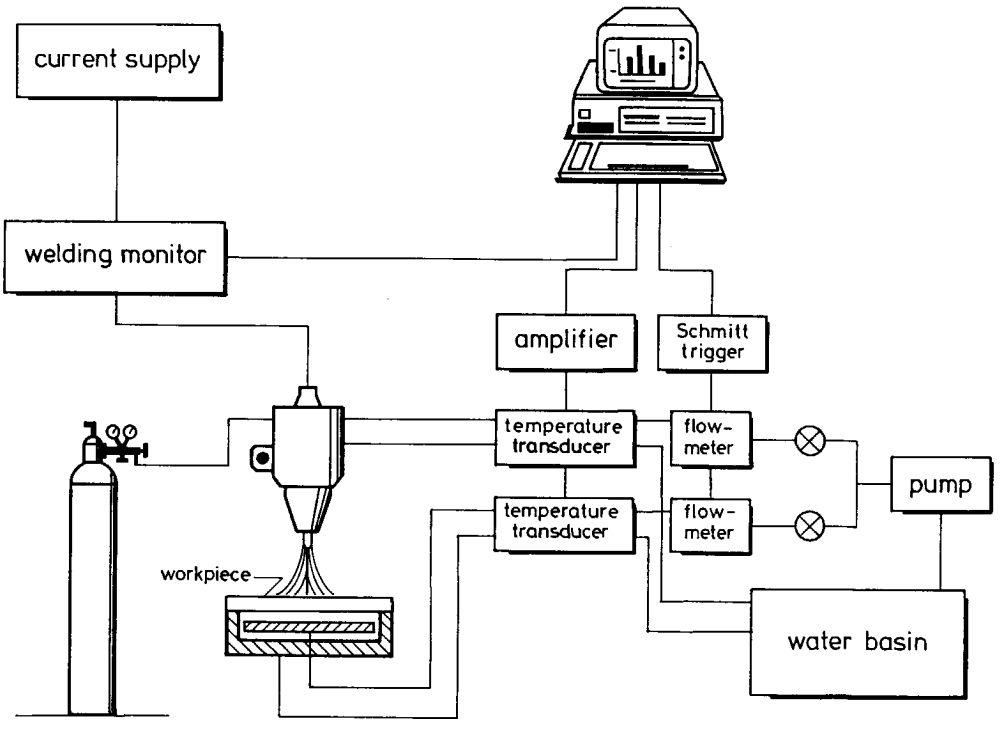 current supply
welding monitor
amplifier
Schmitt
trigger
temperature
transducer
flow-
meter
temperature
transducer
flow-
meter
pump
workpiece
water basin